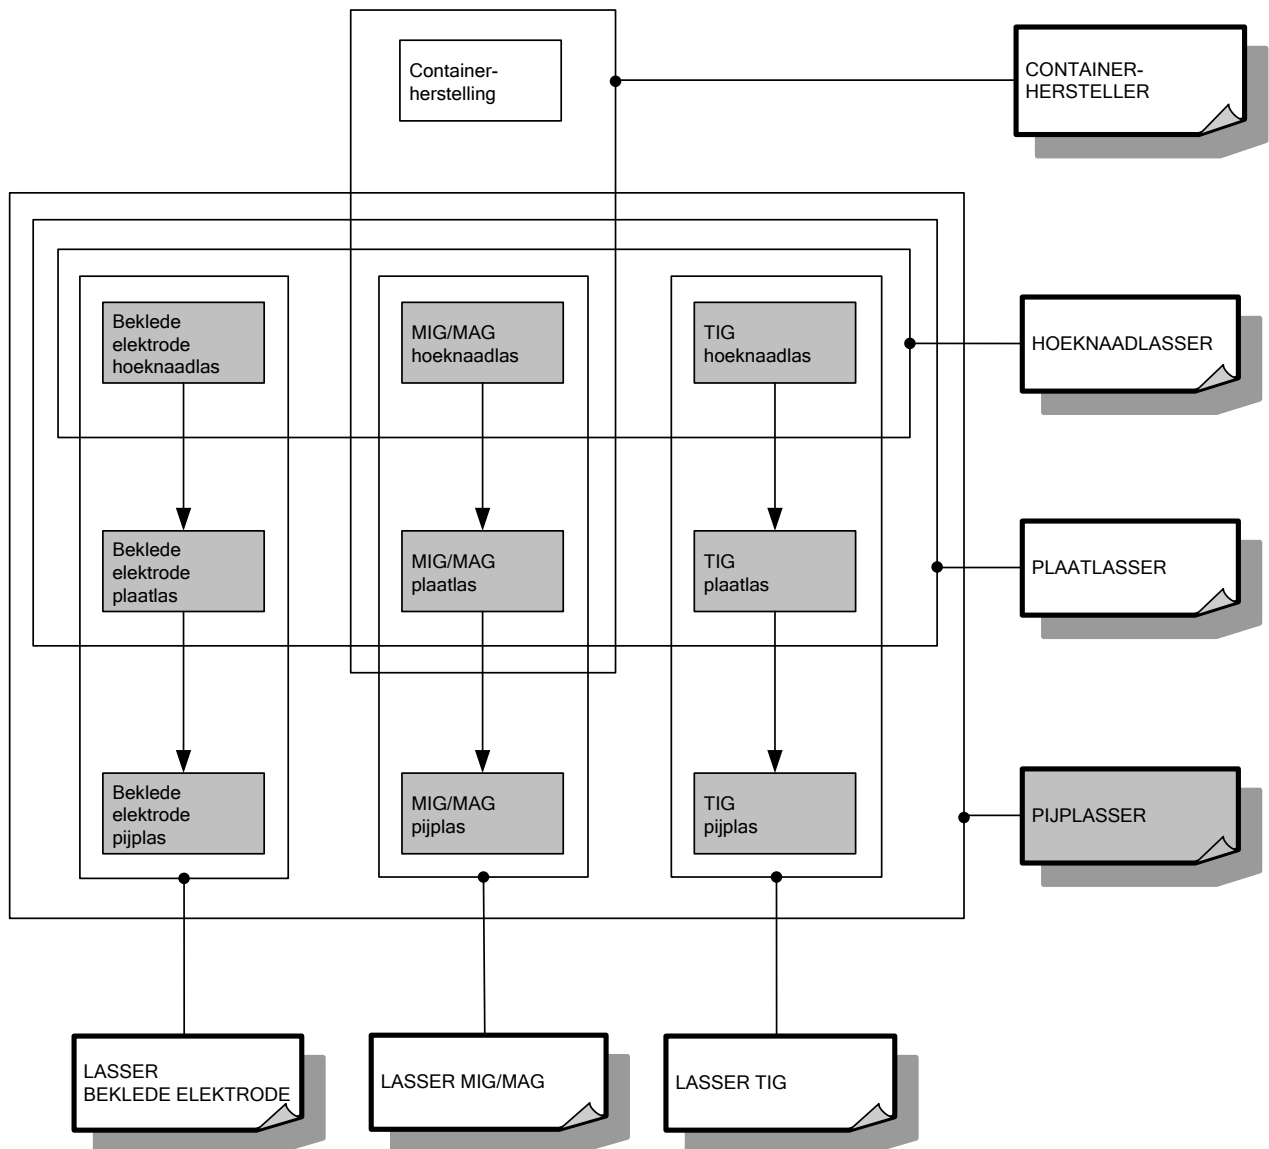 Container-
herstelling
CONTAINER-
HERSTELLER
Beklede
elektrode
hoeknaadlas
MIG/MAG
hoeknaadlas
TIG
hoeknaadlas
HOEKNAADLASSER
Beklede
elektrode
plaatlas
MIG/MAG
plaatlas
TIG
plaatlas
PLAATLASSER
Beklede
elektrode
pijplas
MIG/MAG
pijplas
TIG
pijplas
PIJPLASSER
LASSER
BEKLEDE ELEKTRODE
LASSER MIG/MAG
LASSER TIG